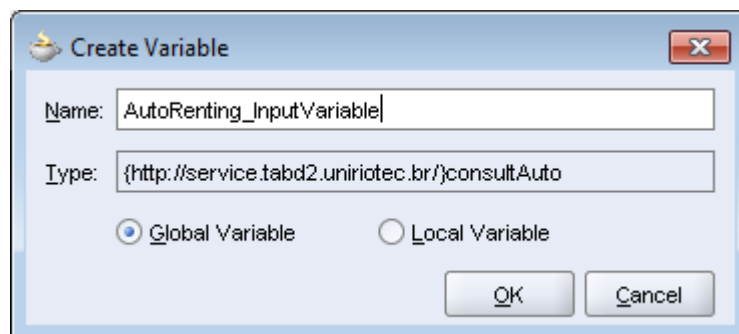 Create Variable
Name: AutoRenting_InputVariable
Type: {http://service.tabd2.uniriotec.br/}consultAuto
Global Variable Local Variable
OK Cancel